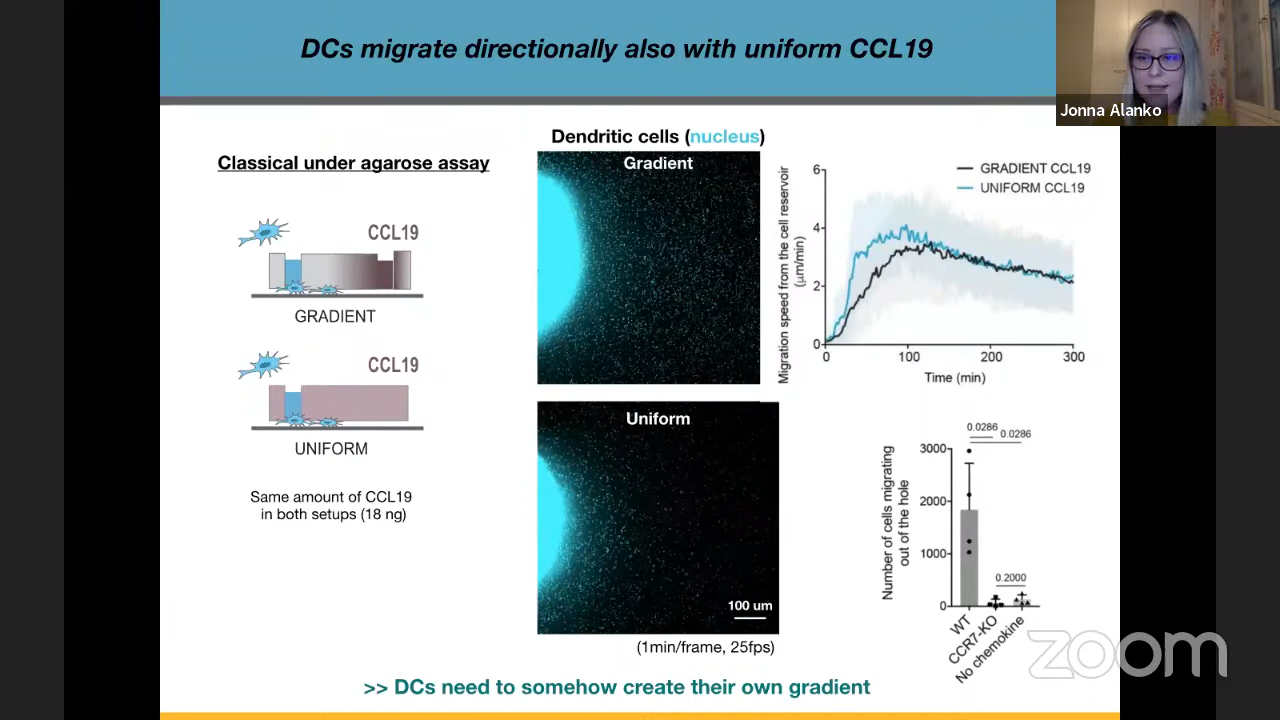 DCs migrate directionally also with uniform CCL19
Jonna Alanko
Classical under agarose assay
CCL19
GRADIENT
CCL19
UNIFORM
Same amount of CCL19
in both setups (18 ng)
Dendritic cells (nucleus)
Gradient
Uniform
100 um
(1min/frame, 25fps)
Migration speed from the cell reservoir
(μm/min)
6
4
2
0
GRADIENT CCL19
UNIFORM CCL19
0 100 200 300
Time (min)
Number of cells migrating
out of the hole
3000
2000
1000
0
0.0286
0.0286
0.2000
WT
CCR7-KO
No chemokine
>> DCs need to somehow create their own gradient
zoom